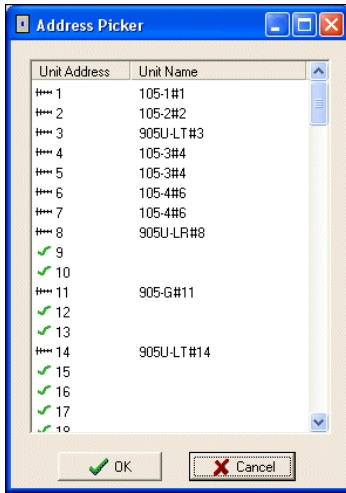 Address Picker
Unit Address Unit Name
1 105-1#1
2 105-2#2
3 905U-LT#3
4 105-3#4
5 105-3#4
6 105-4#6
7 105-4#6
8 905U-LR#8
9
10
11 905-G#11
12
13
14 905U-LT#14
15
16
17
18
OK Cancel